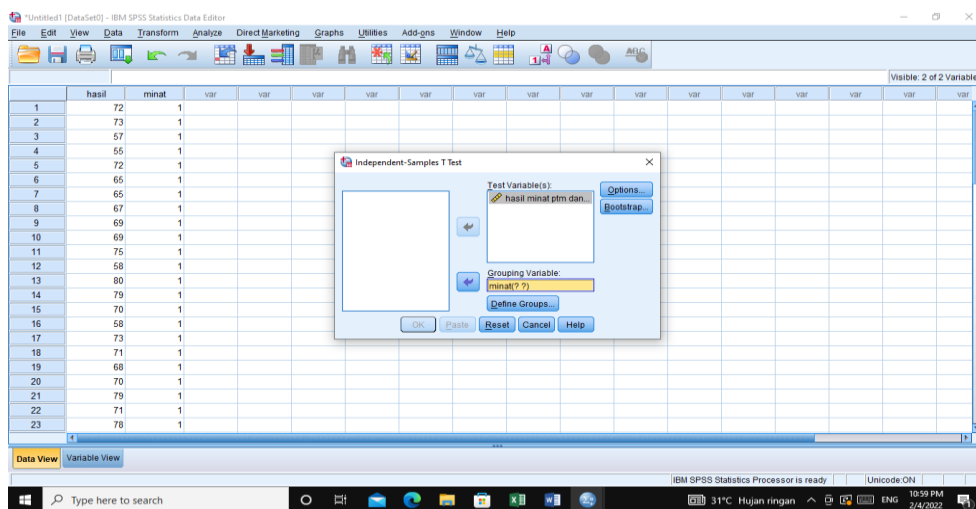 *Untitled1 [DataSet0] - IBM SPSS Statistics Data Editor
File Edit View Data Transform Analyze Direct Marketing Graphs Utilities Add-ons Window Help
Visible: 2 of 2 Variable
hasil minat var var var var var var var var var var var var var var var
1 72 1
2 73 1
3 57 1
4 55 1
5 72 1
6 65 1
7 65 1
8 67 1
9 69 1
10 69 1
11 75 1
12 58 1
13 80 1
14 79 1
15 70 1
16 58 1
17 73 1
18 71 1
19 68 1
20 70 1
21 79 1
22 71 1
23 78 1
Independent-Samples T Test
Test Variable(s):
hasil minat ptm dan...
Options...
Bootstrap...
Grouping Variable:
minat(? ?)
Define Groups...
OK Paste Reset Cancel Help
Data View Variable View
IBM SPSS Statistics Processor is ready Unicode:ON
Type here to search
31°C Hujan ringan ENG 10:59 PM
2/4/2022